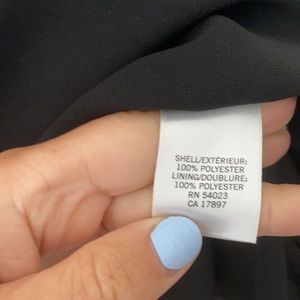 SHELL/EXTÉRIEUR:
100% POLYESTER
LINING/DOUBLURE:
100% POLYESTER
RN 54023
CA 17897